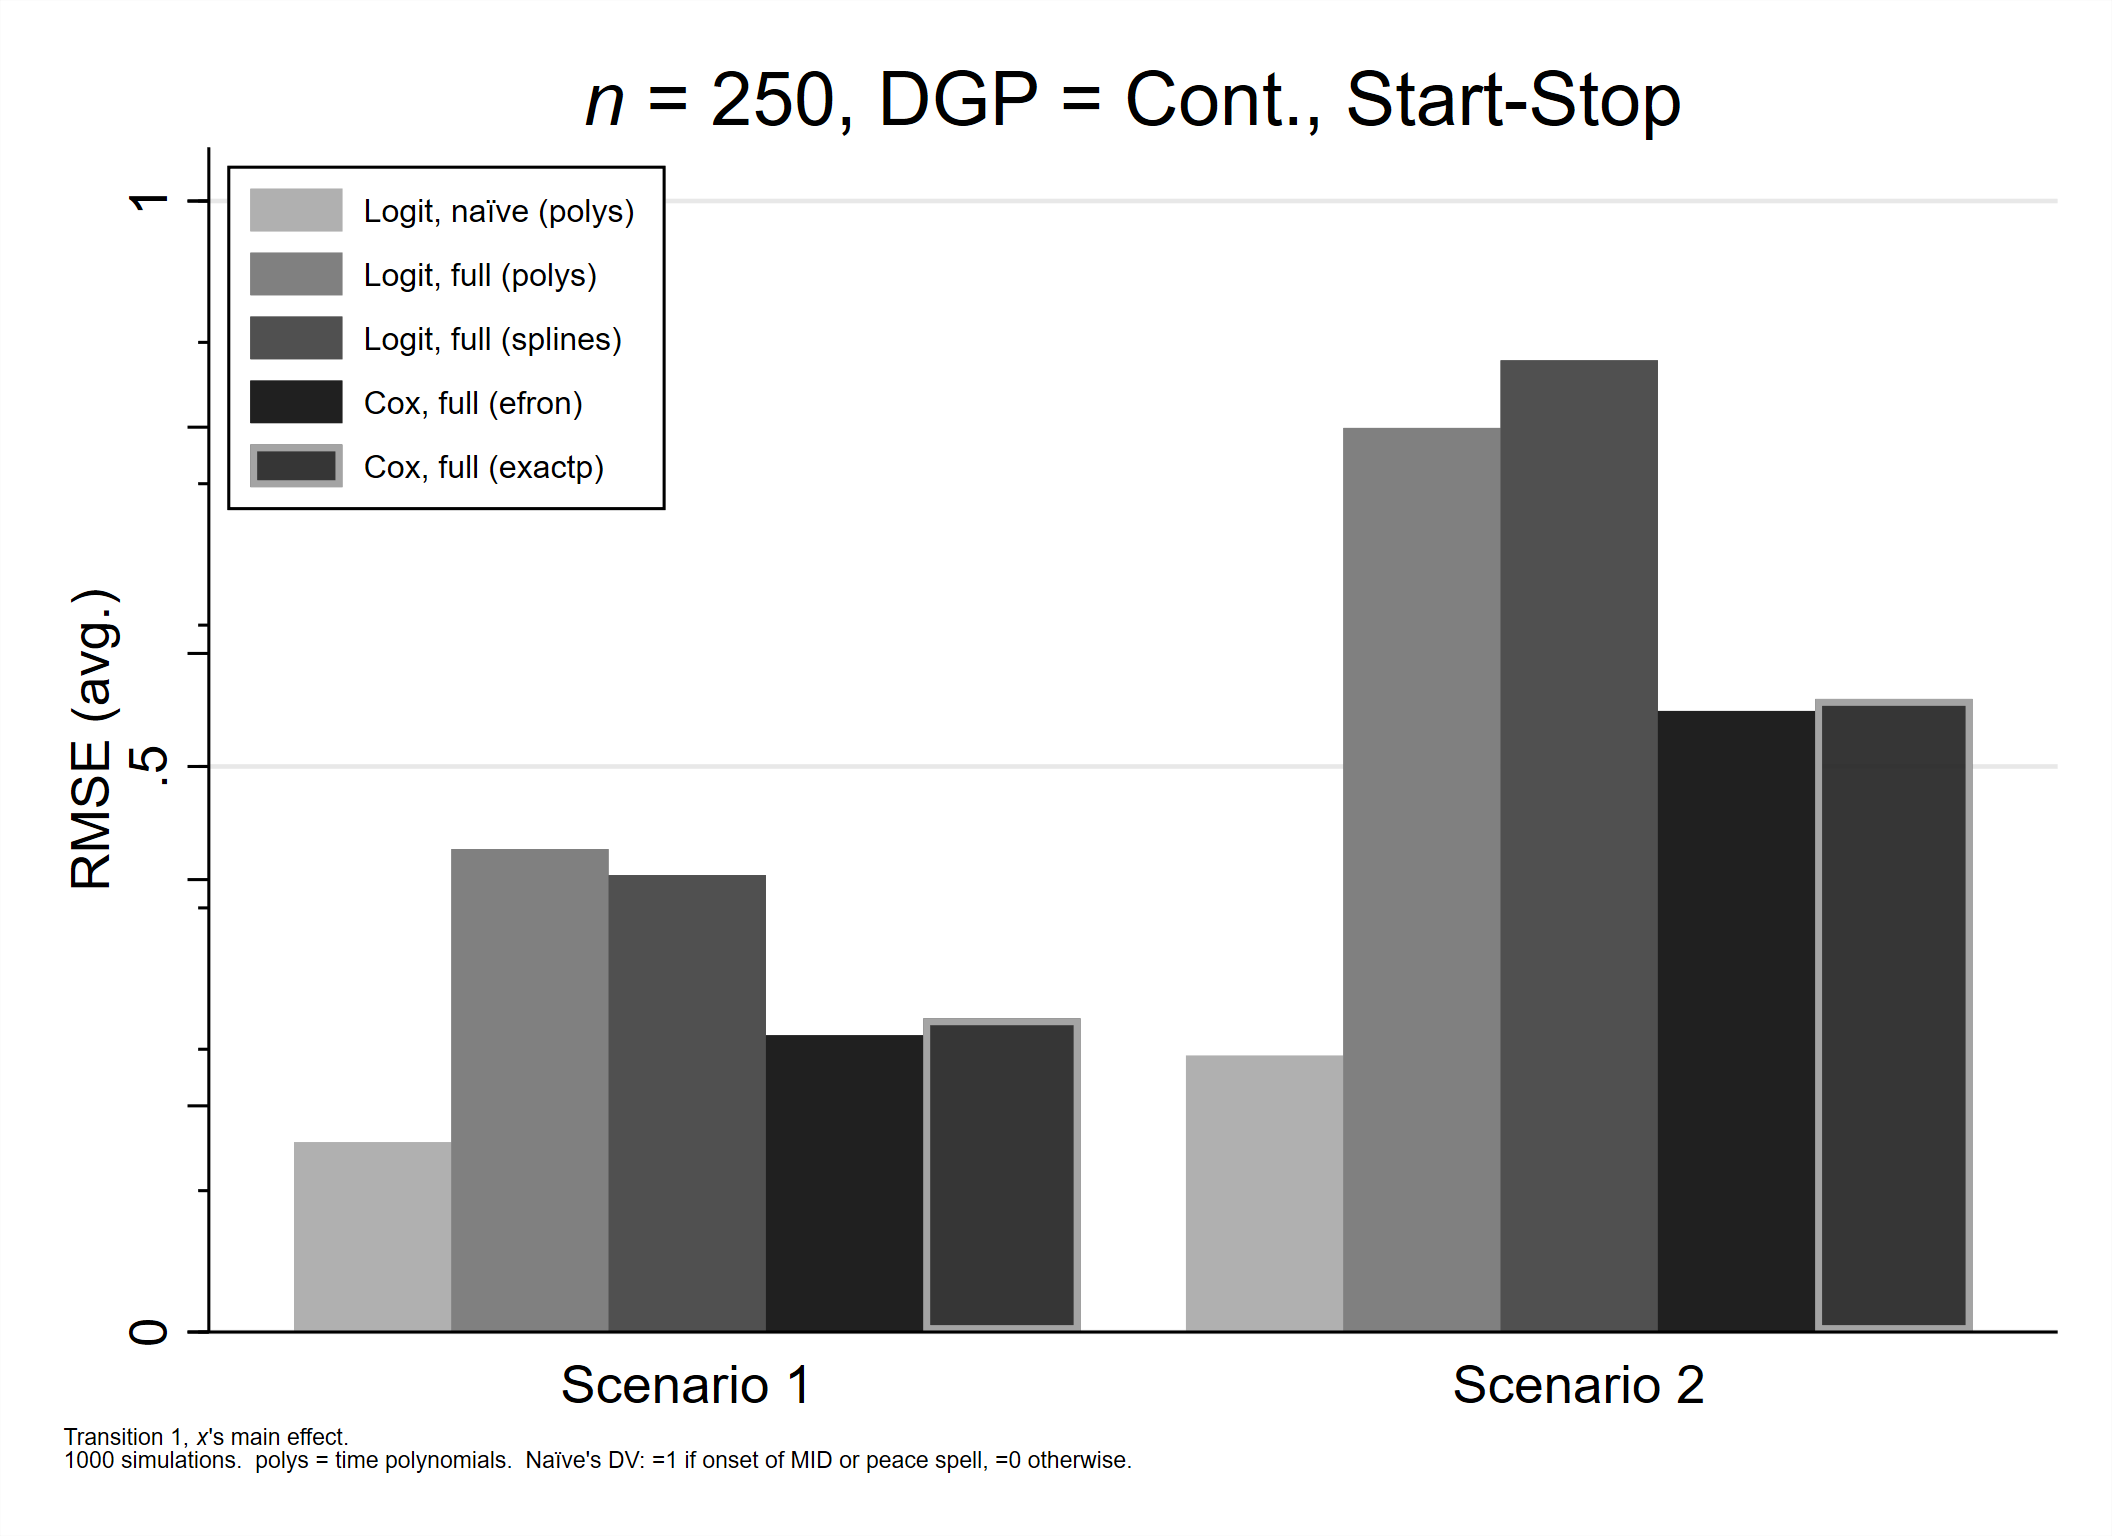 n = 250, DGP = Cont., Start-Stop
Logit, naïve (polys)
Logit, full (polys)
Logit, full (splines)
Cox, full (efron)
Cox, full (exactp)
RMSE (avg.)
1
.5
0
Scenario 1
Scenario 2
Transition 1, x's main effect.
1000 simulations.  polys = time polynomials.  Naïve's DV: =1 if onset of MID or peace spell, =0 otherwise.